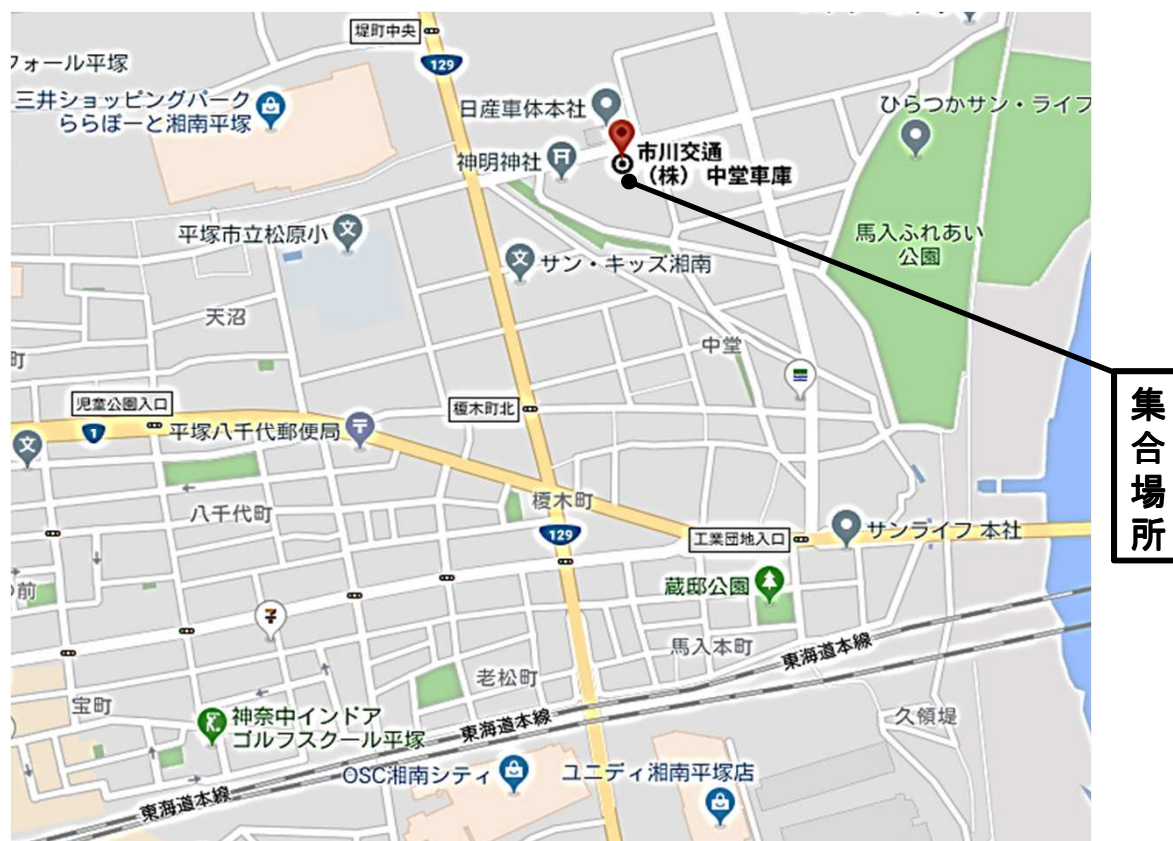 堤町中央
129
フォール平塚
三井ショッピングパーク
ららぽーと湘南平塚
日産車体本社
ひらつかサン・ライフ
神明神社
市川交通
(株) 中堂車庫
平塚市立松原小
文
馬入ふれあい
公園
文
サン・キッズ湘南
天沼
町
中堂
集合場所
児童公園入口
榎木町北
1
平塚八千代郵便局
文
八千代町
榎木町
129
工業団地入口
サンライフ 本社
の前
蔵邸公園
馬入本町
東海道本線
老松町
宝町
神奈中インドア
ゴルフスクール平塚
東海道本線
久領堤
OSC湘南シティ
ユニディ湘南平塚店
東海道本線